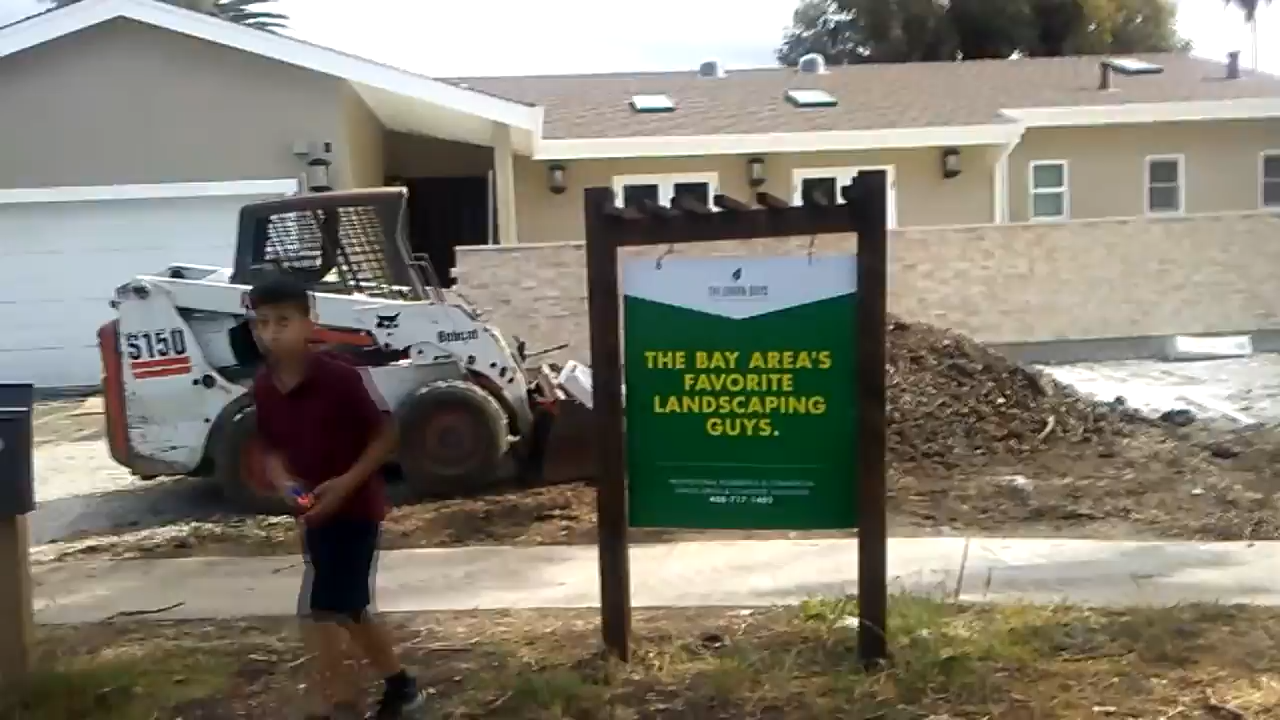 S150
Bobcat
THE BAY AREA'S
FAVORITE
LANDSCAPING
GUYS.